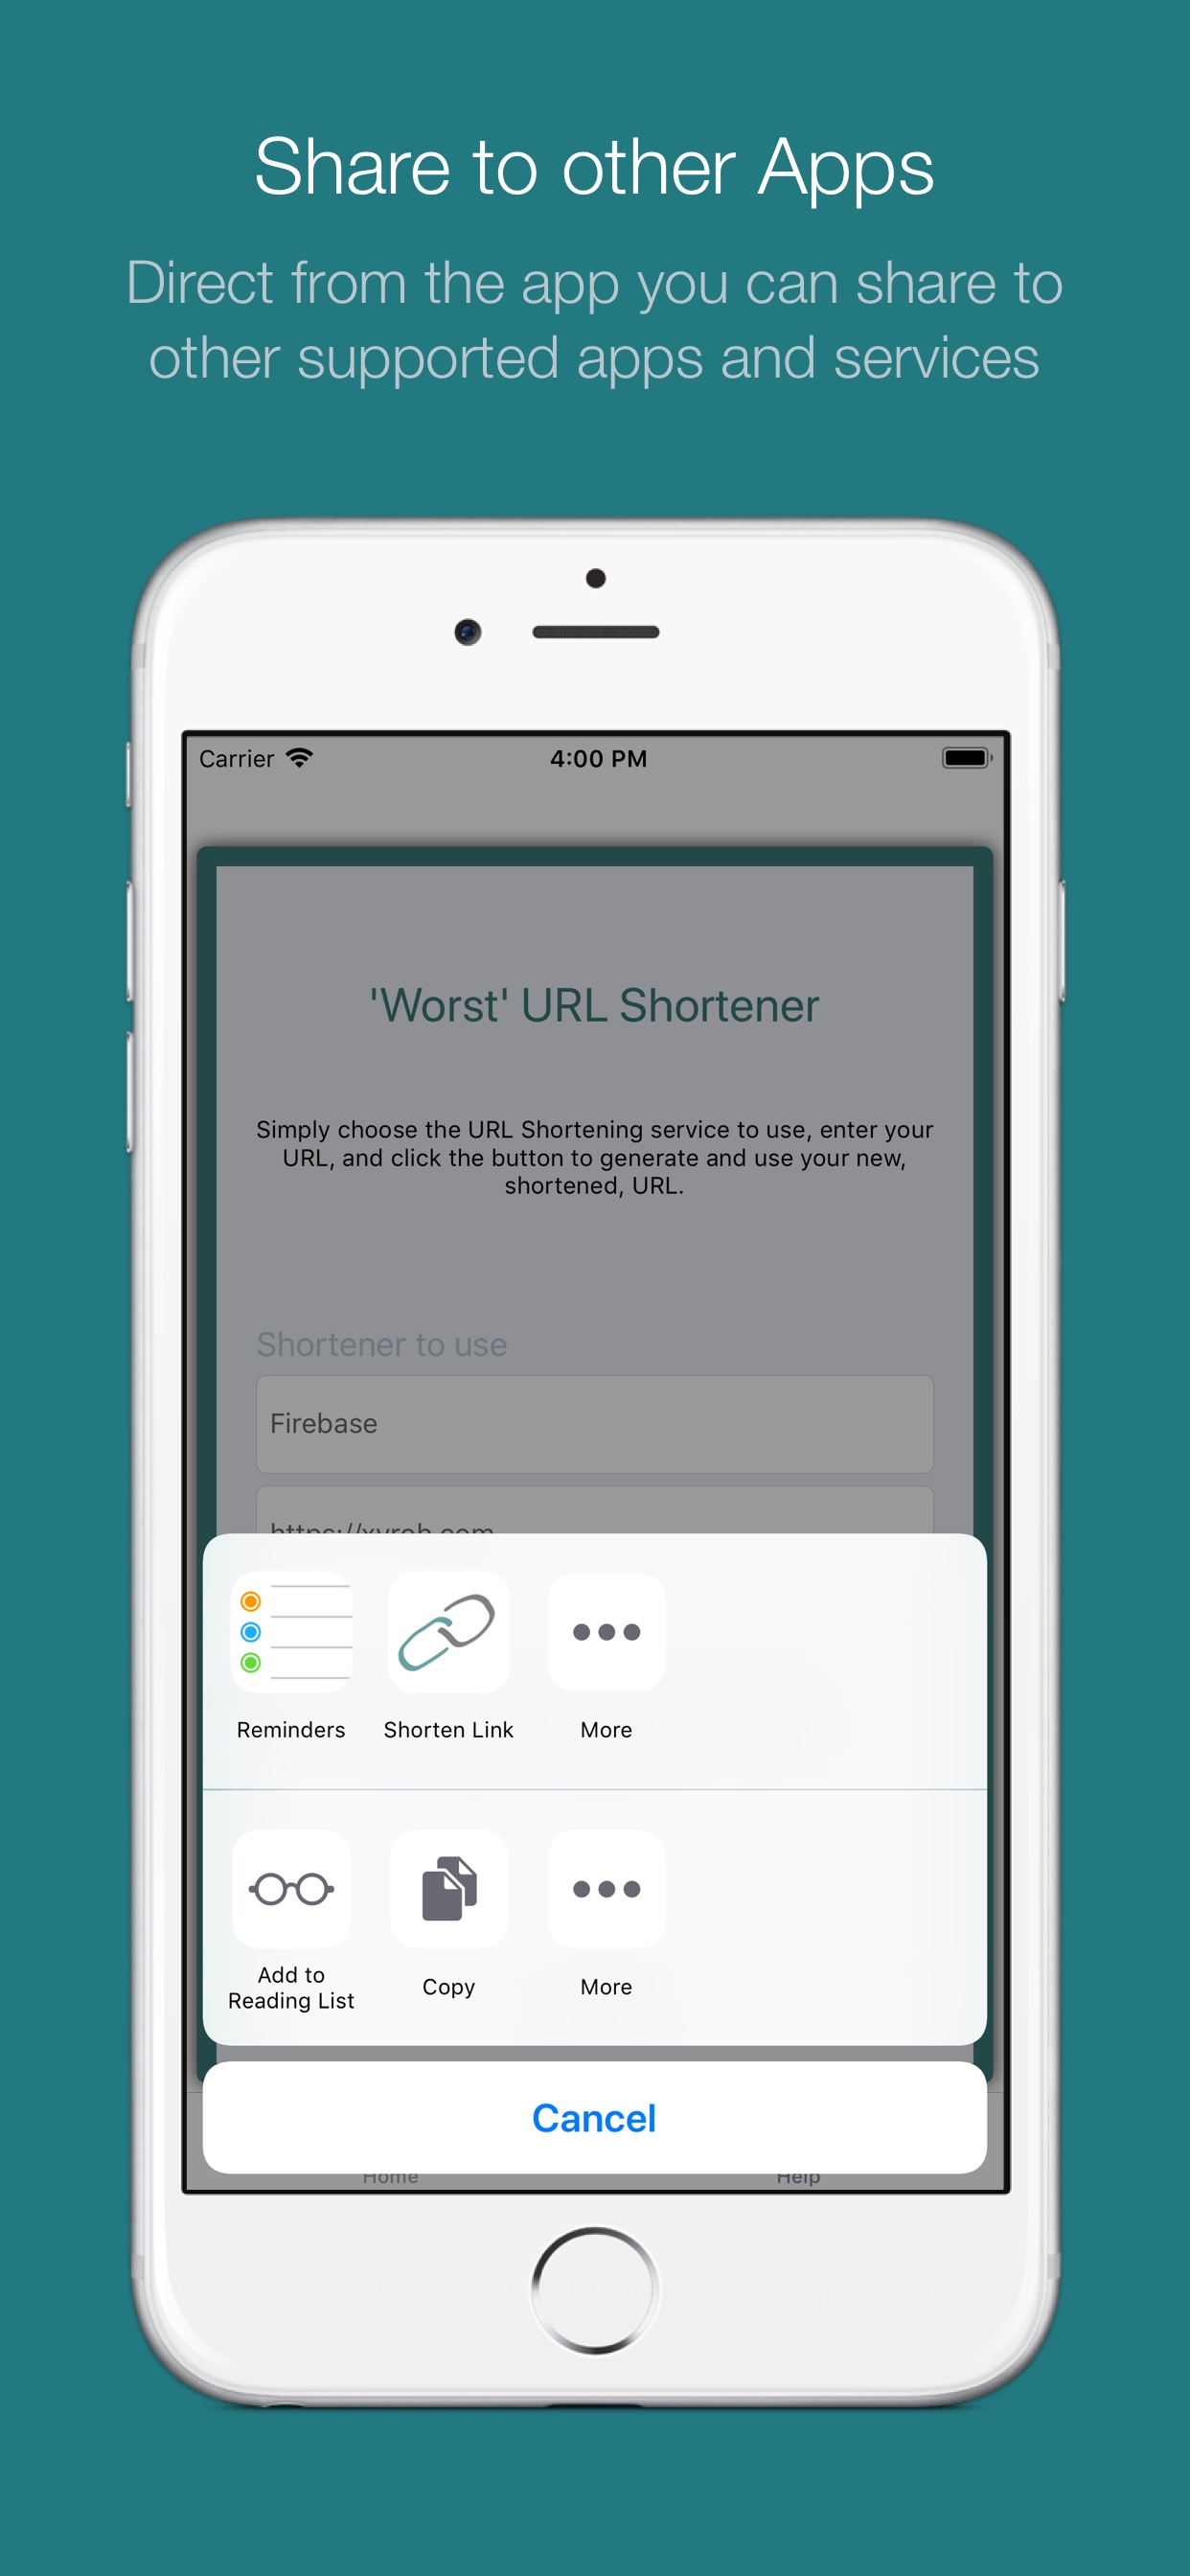 Share to other Apps
Direct from the app you can share to
other supported apps and services
Carrier
4:00 PM
'Worst' URL Shortener
Simply choose the URL Shortening service to use, enter your
URL, and click the button to generate and use your new,
shortened, URL.
Shortener to use
Firebase
https://xyroh.com
Reminders
Shorten Link
More
Add to
Reading List
Copy
More
Cancel
Home
Help